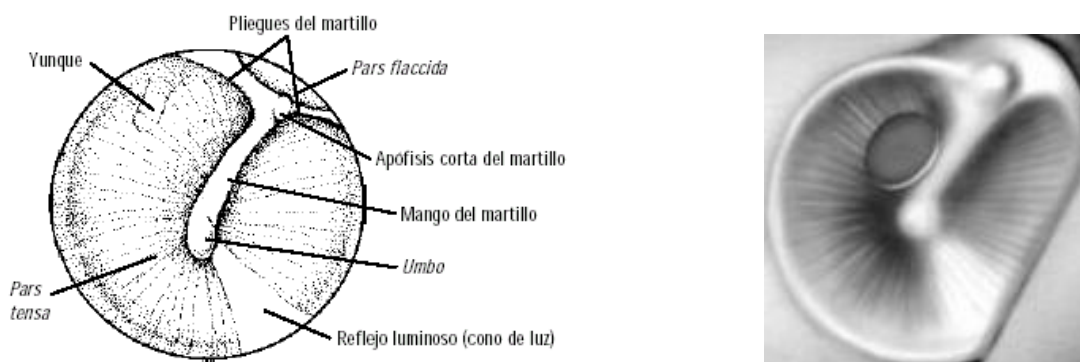 Pliegues del martillo
Yunque
Pars flaccida
Apófisis corta del martillo
Mango del martillo
Umbo
Pars
tensa
Reflejo luminoso (cono de luz)